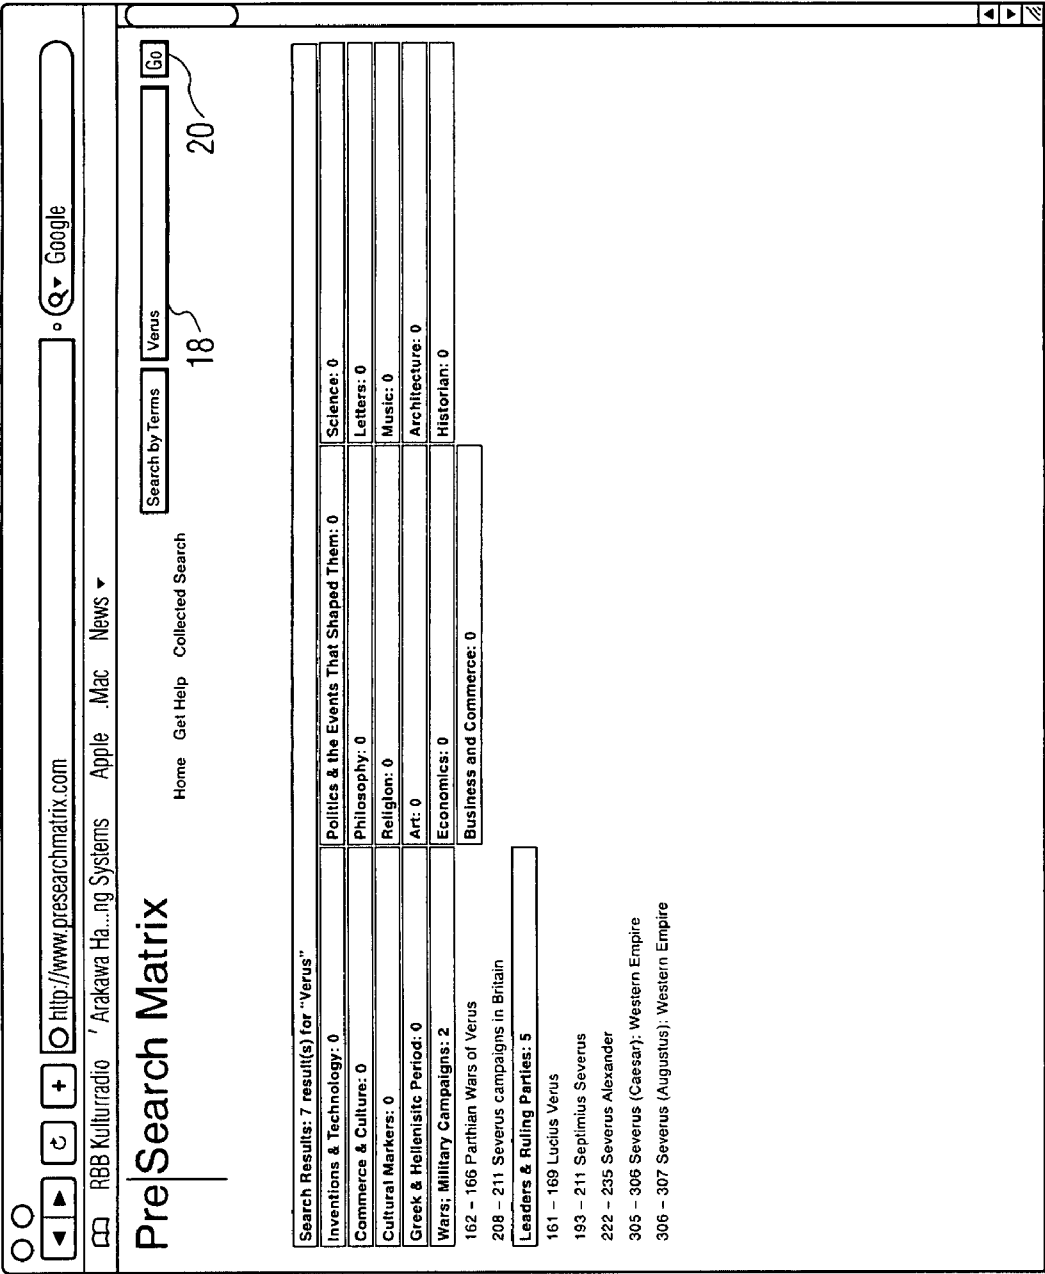 http://www.presearchmatrix.com
Google
RBB Kulturradio ' Arakawa Ha...ng Systems Apple .Mac News
Pre|Search Matrix
Home Get Help Collected Search
Search by Terms Verus Go
18
20
Search Results: 7 result(s) for "Verus"
Inventions & Technology: 0 Politics & the Events That Shaped Them: 0 Science: 0
Commerce & Culture: 0 Philosophy: 0 Letters: 0
Cultural Markers: 0 Religion: 0 Music: 0
Greek & Hellenisitc Period: 0 Art: 0 Architecture: 0
Wars; Military Campaigns: 2 Economics: 0 Historian: 0
162 – 166 Parthian Wars of Verus Business and Commerce: 0
208 – 211 Severus campaigns in Britain
Leaders & Ruling Parties: 5
161 – 169 Lucius Verus
193 – 211 Septimius Severus
222 – 235 Severus Alexander
305 – 306 Severus (Caesar): Western Empire
306 – 307 Severus (Augustus): Western Empire